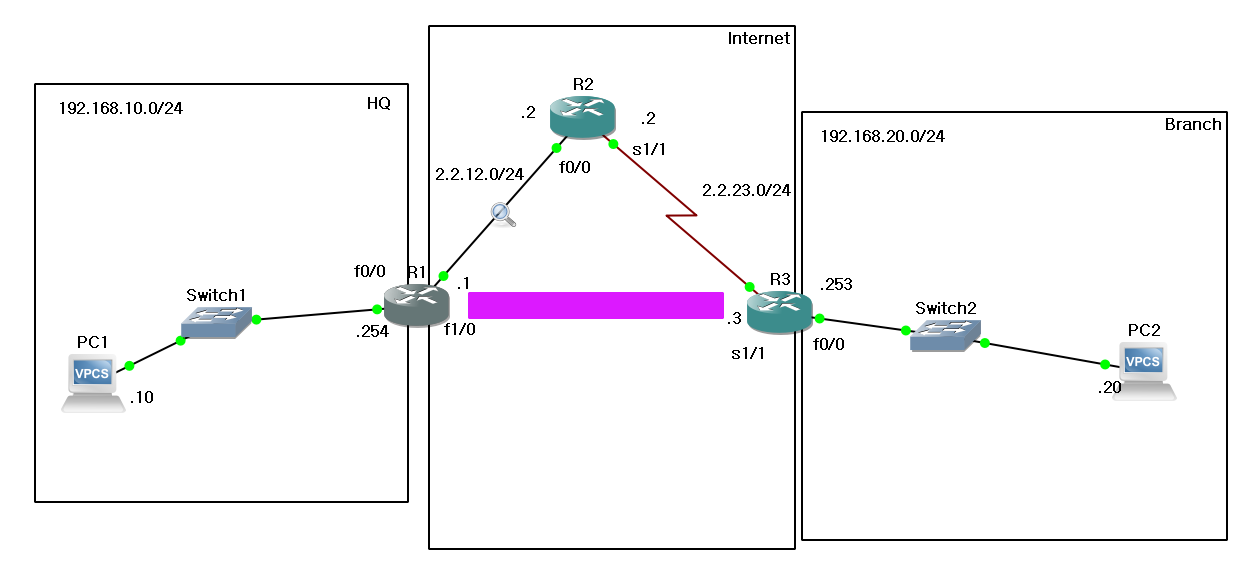 Internet
R2
192.168.10.0/24
HQ
.2
.2
Branch
192.168.20.0/24
s1/1
f0/0
2.2.12.0/24
2.2.23.0/24
f0/0
R1
.1
R3
.253
Switch1
Switch2
.254
f1/0
.3
s1/1
f0/0
PC1
VPCS
.10
PC2
VPCS
.20